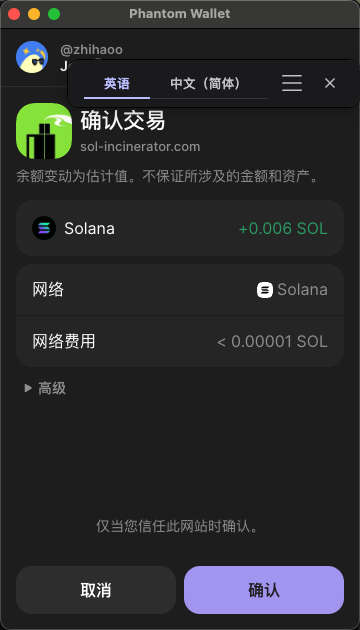 Phantom Wallet
@zhihaoo
英语
中文（简体）
确认交易
sol-incinerator.com
余额变动为估计值。不保证所涉及的金额和资产。
Solana
+0.006 SOL
网络
Solana
网络费用
< 0.00001 SOL
高级
仅当您信任此网站时确认。
取消
确认